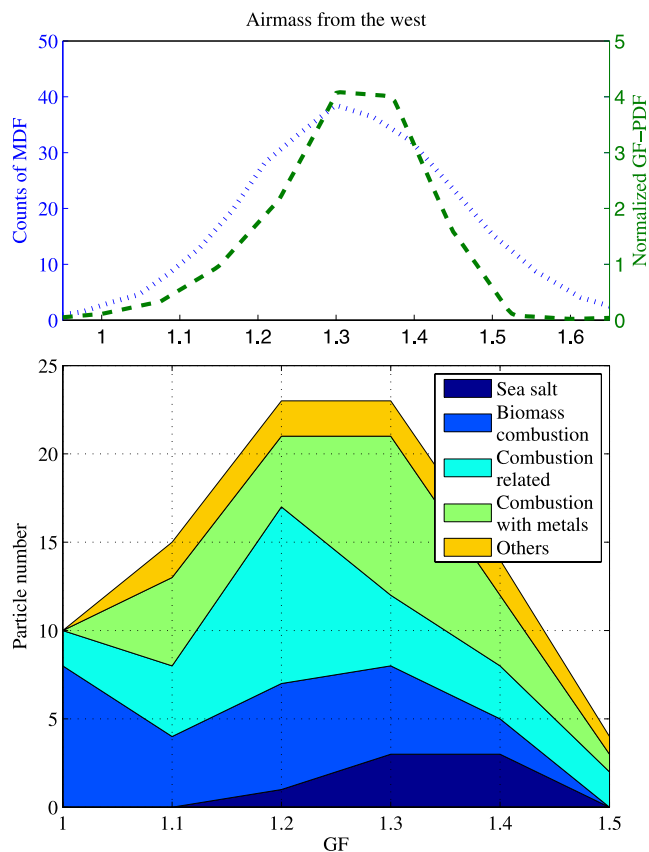 Airmass from the west
50
40
30
20
10
0
Counts of MDF
5
4
3
2
1
0
Normalized GF−PDF
1 1.1 1.2 1.3 1.4 1.5 1.6
25
20
15
10
5
0
Particle number
Sea salt
Biomass
combustion
Combustion
related
Combustion
with metals
Others
1 1.1 1.2 1.3 1.4 1.5
GF